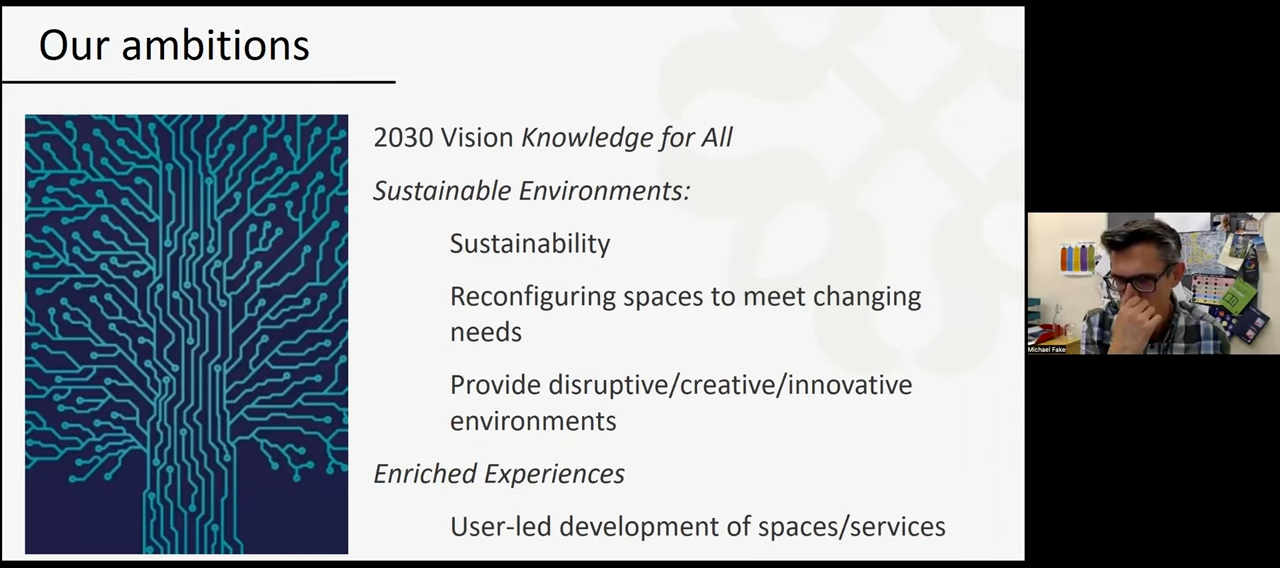 Our ambitions
2030 Vision Knowledge for All
Sustainable Environments:
Sustainability
Reconfiguring spaces to meet changing
needs
Provide disruptive/creative/innovative
environments
Enriched Experiences
User-led development of spaces/services
Michael Fake